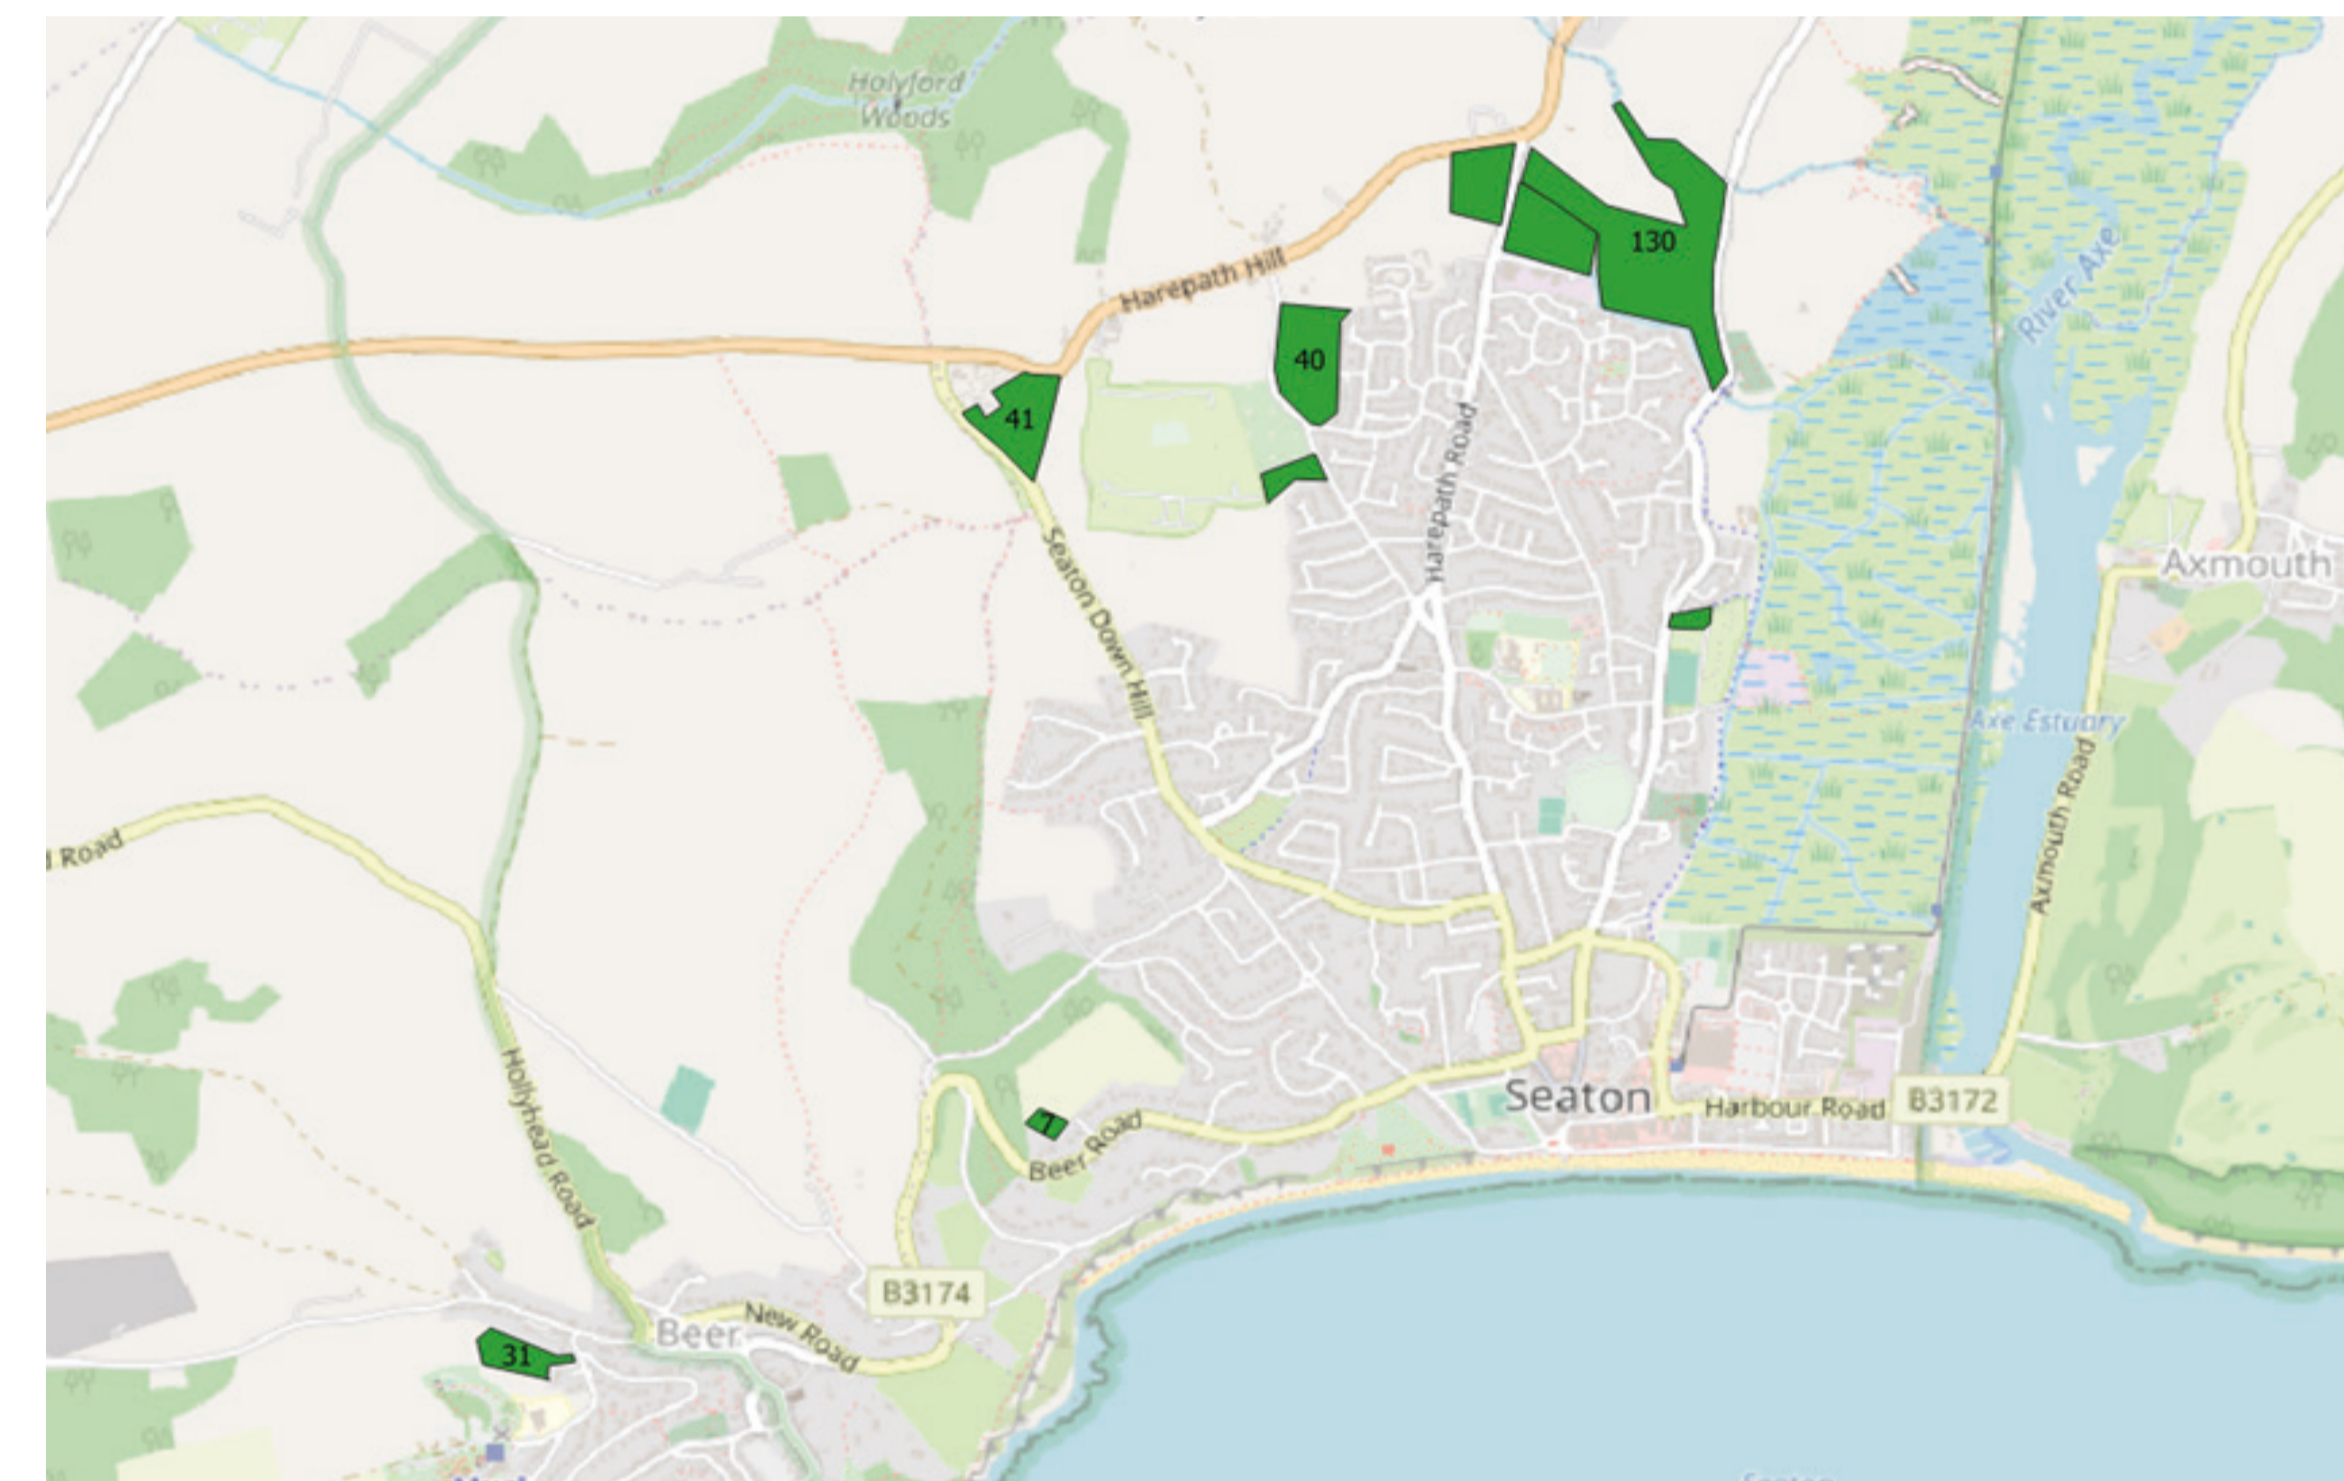 Holyford
Woods
130
Harepath Hill
River Axe
40
41
Harepath Road
Axmouth
Seaton Down Hill
Axe Estuary
Axmouth Road
Road
Seaton
Harbour Road
B3172
7
Beer Road
Hollyhead Road
B3174
New Road
Beer
31